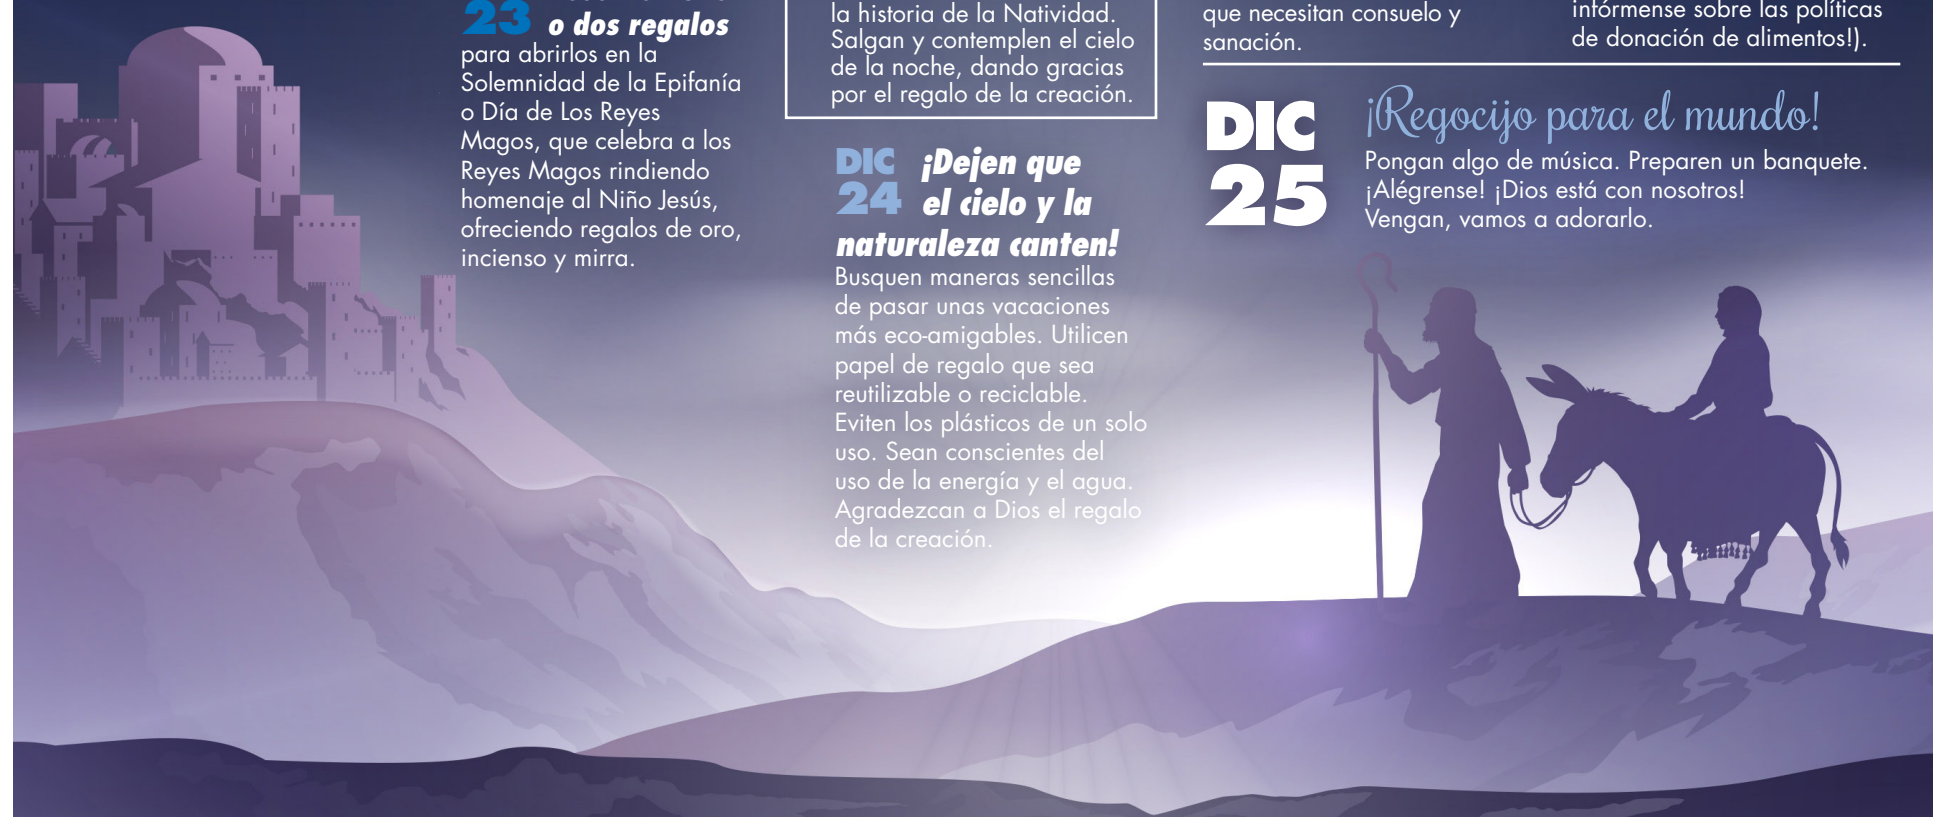 23 o dos regalos
para abrirlos en la
Solemnidad de la Epifanía
o Día de Los Reyes
Magos, que celebra a los
Reyes Magos rindiendo
homenaje al Niño Jesús,
ofreciendo regalos de oro,
incienso y mirra.
la historia de la Natividad.
Salgan y contemplen el cielo
de la noche, dando gracias
por el regalo de la creación.
DIC ¡Dejen que
24 el cielo y la
naturaleza canten!
Busquen maneras sencillas
de pasar unas vacaciones
más eco-amigables. Utilicen
papel de regalo que sea
reutilizable o reciclable.
Eviten los plásticos de un solo
uso. Sean conscientes del
uso de la energía y el agua.
Agradezcan a Dios el regalo
de la creación.
que necesitan consuelo y
sanación.
infórmense sobre las políticas
de donación de alimentos!).
DIC
25
¡Regocijo para el mundo!
Pongan algo de música. Preparen un banquete.
¡Alégrense! ¡Dios está con nosotros!
Vengan, vamos a adorarlo.